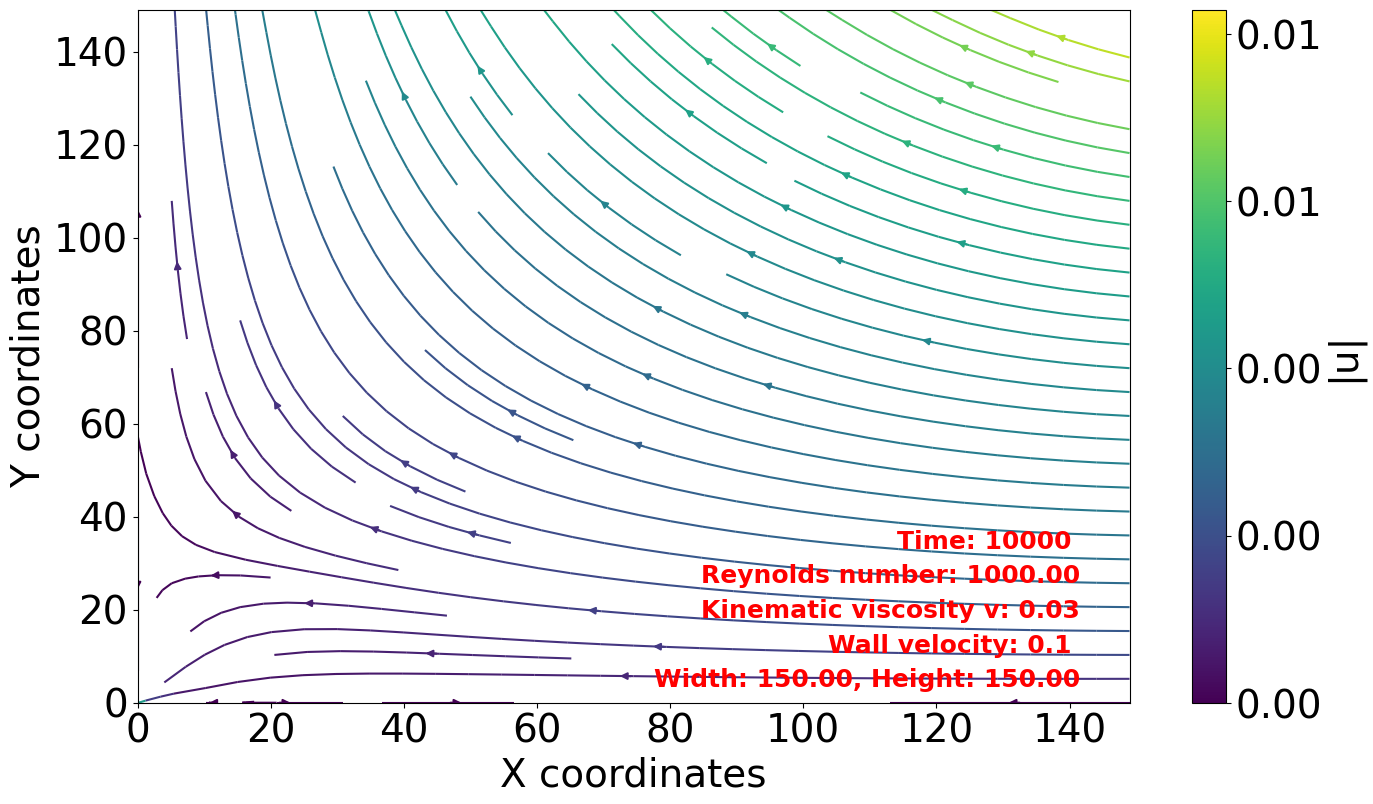 140
120
100
80
60
40
20
0
Y coordinates
Time: 10000
Reynolds number: 1000.00
Kinematic viscosity v: 0.03
Wall velocity: 0.1
Width: 150.00, Height: 150.00
0 20 40 60 80 100 120 140
X coordinates
0.01
0.01
0.00
0.00
0.00
|u|